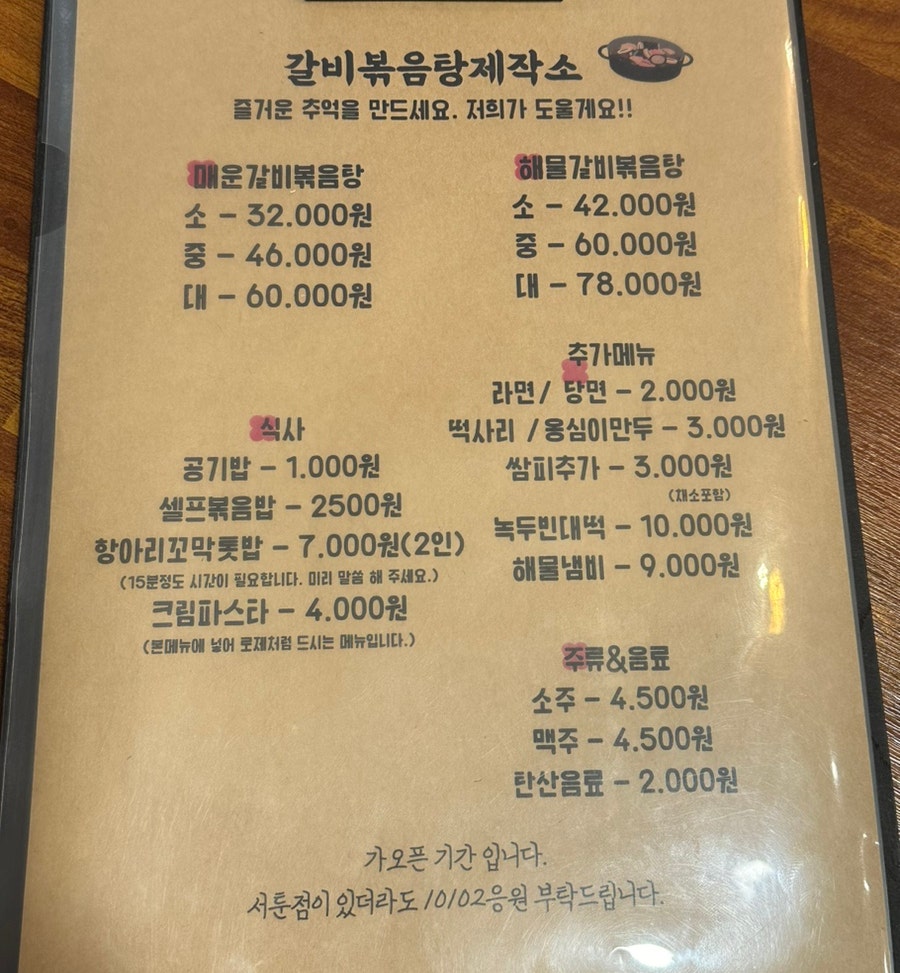 갈비볶음탕제작소
즐거운 추억을 만드세요. 저희가 도울게요!!
매운갈비볶음탕
소 - 32.000원
중 - 46.000원
대 - 60.000원
해물갈비볶음탕
소 - 42.000원
중 - 60.000원
대 - 78.000원
식사
공기밥 - 1.000원
셀프볶음밥 - 2500원
항아리꼬막톳밥 - 7.000원(2인)
(15분정도 시간이 필요합니다. 미리 말씀 해 주세요.)
크림파스타 - 4.000원
(본메뉴에 넣어 로제처럼 드시는 메뉴입니다.)
추가메뉴
라면/ 당면 - 2.000원
떡사리 /옹심이만두 - 3.000원
쌈피추가 - 3.000원
(채소포함)
녹두빈대떡 - 10.000원
해물냄비 - 9.000원
주류&음료
소주 - 4.500원
맥주 - 4.500원
탄산음료 - 2.000원
가오픈 기간 입니다.
서툰점이 있더라도 10102응원 부탁드립니다.